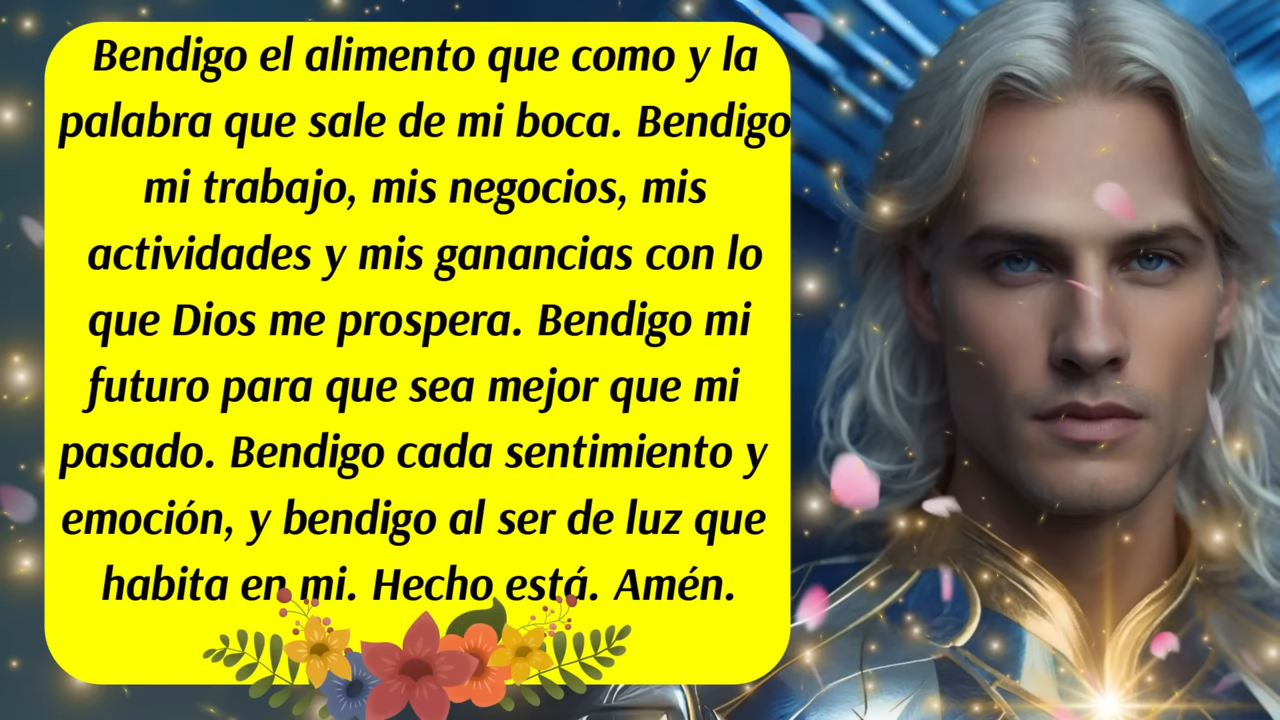 Bendigo el alimento que como y la
palabra que sale de mi boca. Bendigo
mi trabajo, mis negocios, mis
actividades y mis ganancias con lo
que Dios me prospera. Bendigo mi
futuro para que sea mejor que mi
pasado. Bendigo cada sentimiento y
emoción, y bendigo al ser de luz que
habita en mi. Hecho está. Amén.